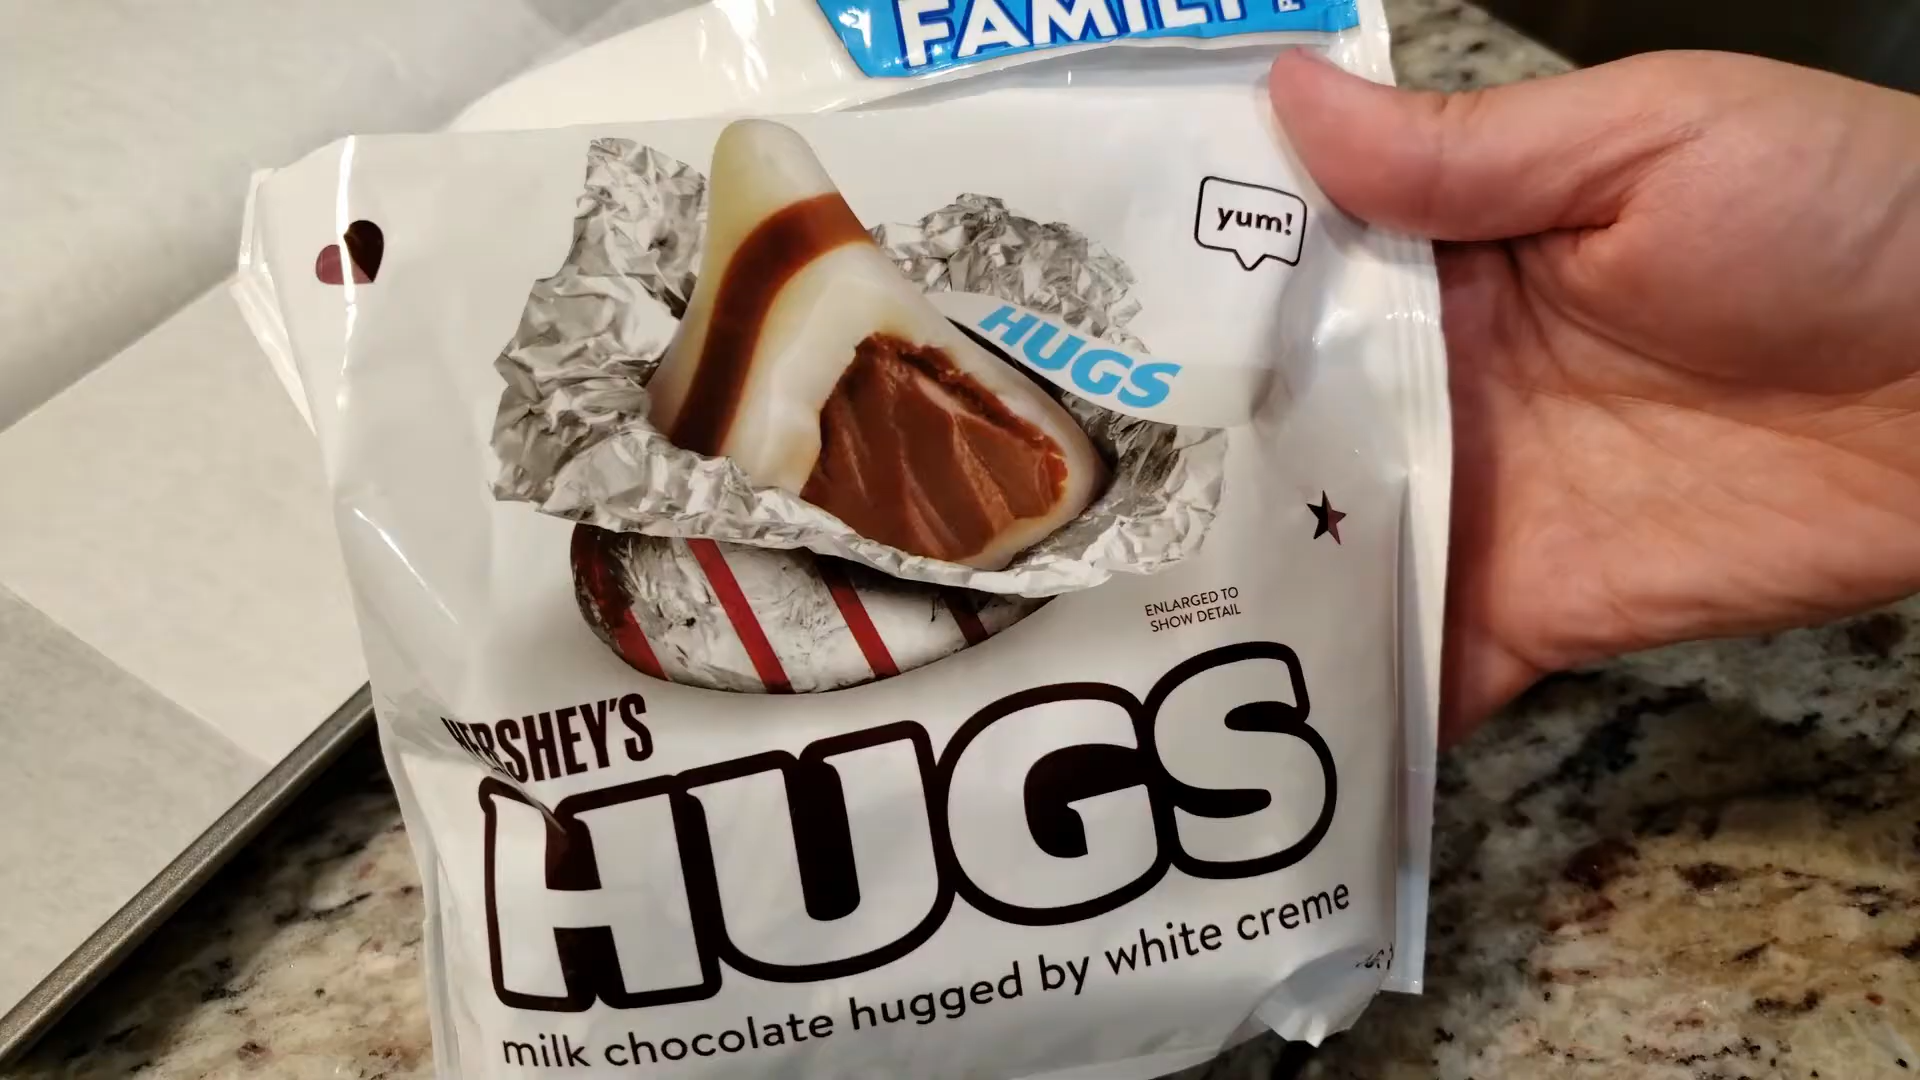 FAMILY
yum!
HUGS
ENLARGED TO
SHOW DETAIL
HERSHEY'S
HUGS
milk chocolate hugged by white creme